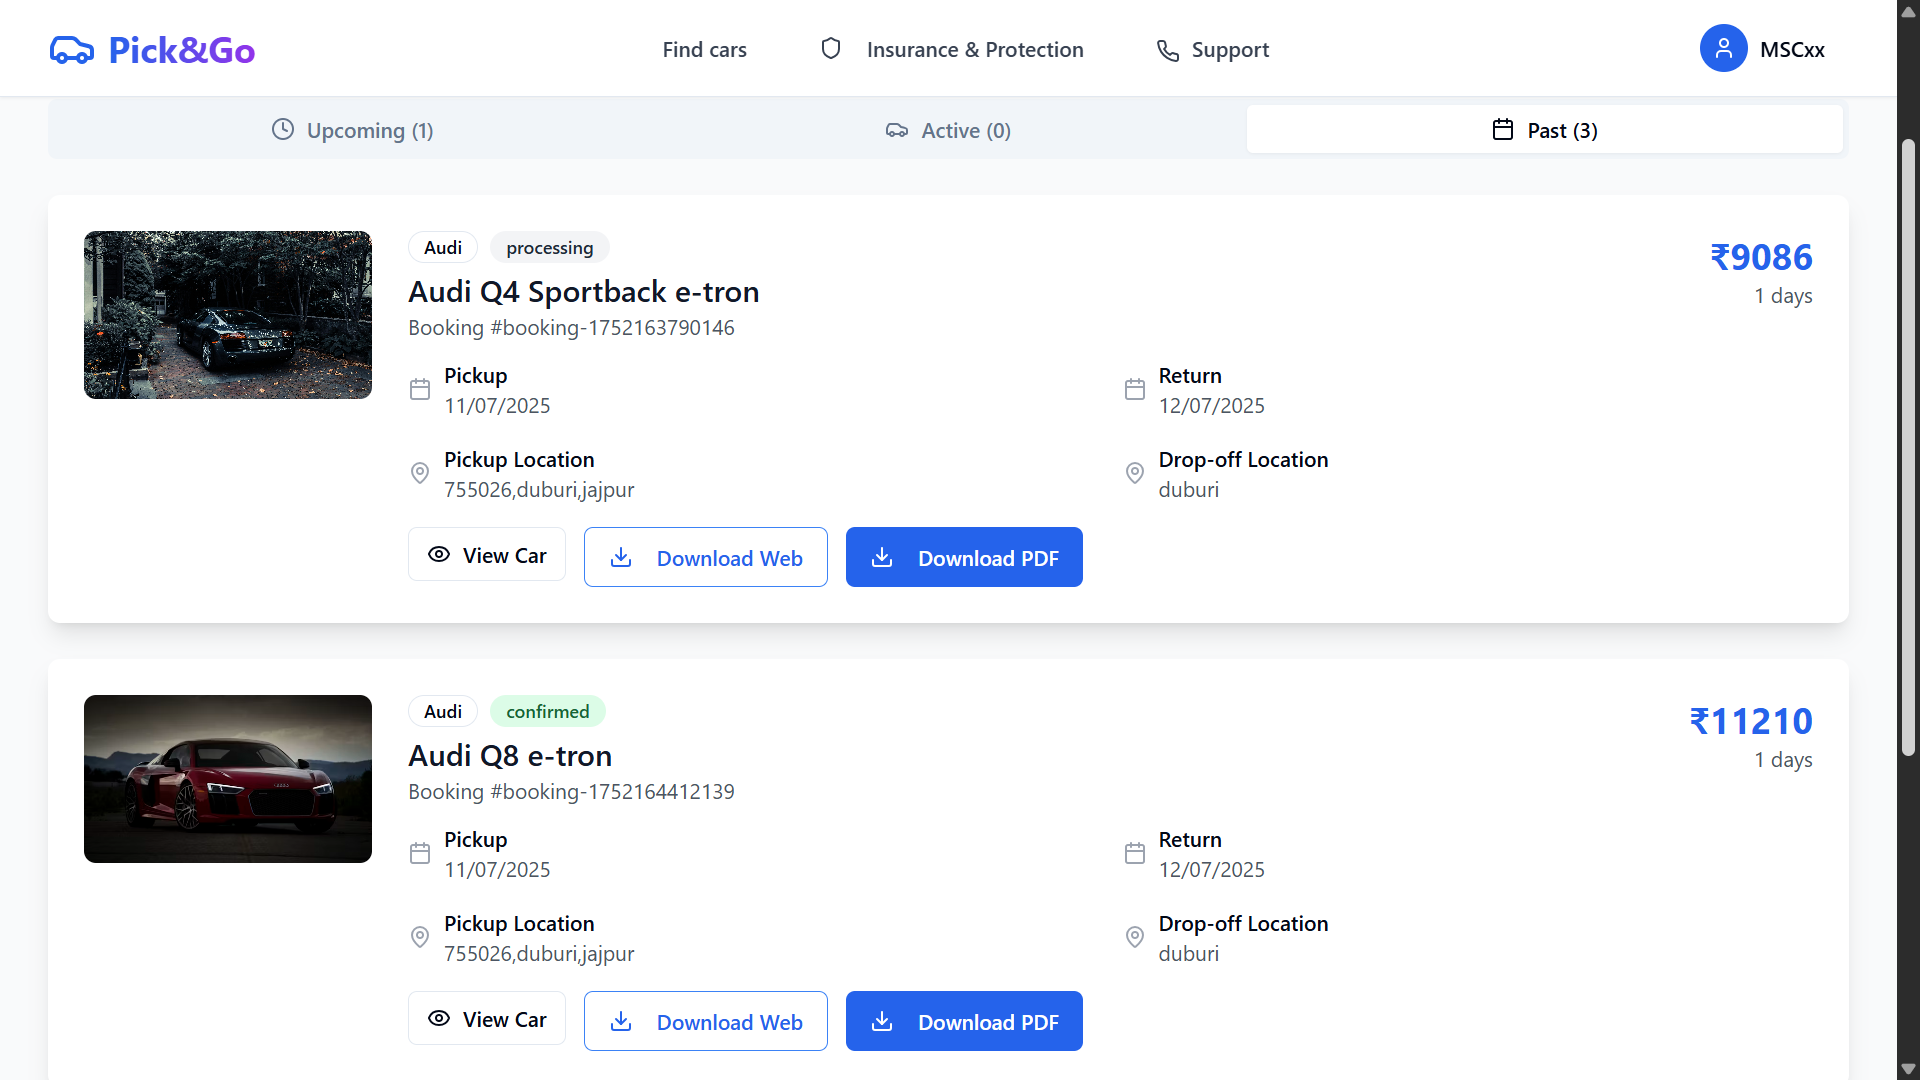 Pick&Go
Find cars
Insurance & Protection
Support
MSCxx
Upcoming (1)
Active (0)
Past (3)
Audi
processing
₹9086
Audi Q4 Sportback e-tron
1 days
Booking #booking-1752163790146
Pickup
Return
11/07/2025
12/07/2025
Pickup Location
Drop-off Location
755026,duburi,jajpur
duburi
View Car
Download Web
Download PDF
Audi
confirmed
₹11210
Audi Q8 e-tron
1 days
Booking #booking-1752164412139
Pickup
Return
11/07/2025
12/07/2025
Pickup Location
Drop-off Location
755026,duburi,jajpur
duburi
View Car
Download Web
Download PDF